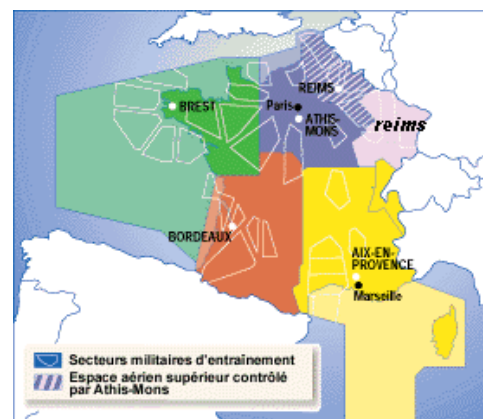 REIMS
Paris
BREST
ATHIS-
MONS
reims
BORDEAUX
AIX-EN-
PROVENCE
Marseille
Secteurs militaires d'entraînement
Espace aérien supérieur contrôlé
par Athis-Mons